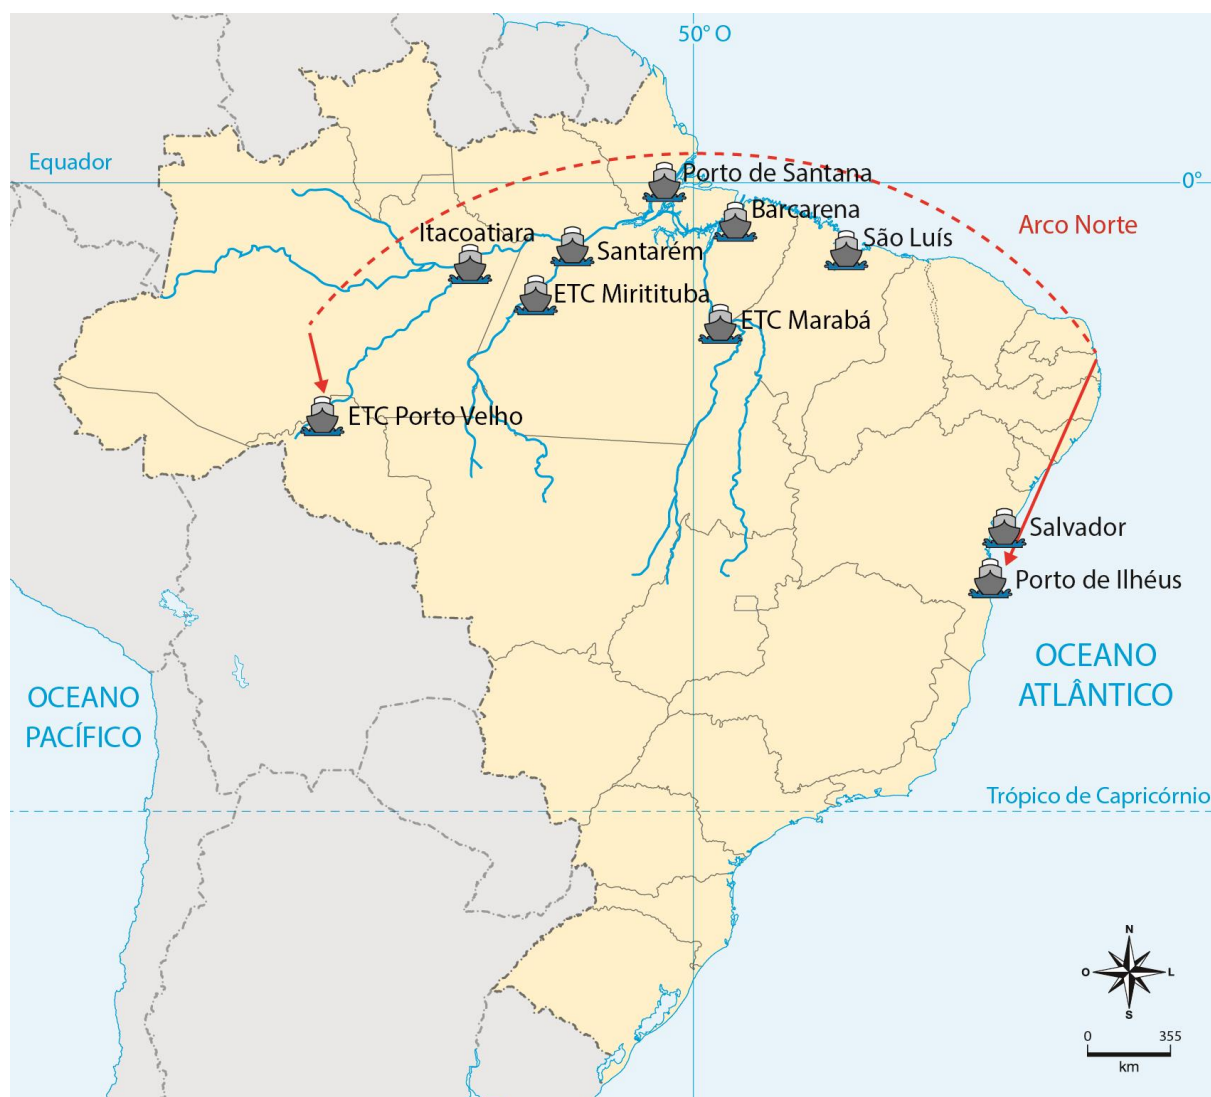 50° O
Equador
0°
Porto de Santana
Barcarena
Arco Norte
Itacoatiara
São Luís
Santarém
ETC Miritituba
ETC Marabá
ETC Porto Velho
Salvador
Porto de Ilhéus
OCEANO
ATLÂNTICO
OCEANO
PACÍFICO
Trópico de Capricórnio
N
O
L
S
0 355
km